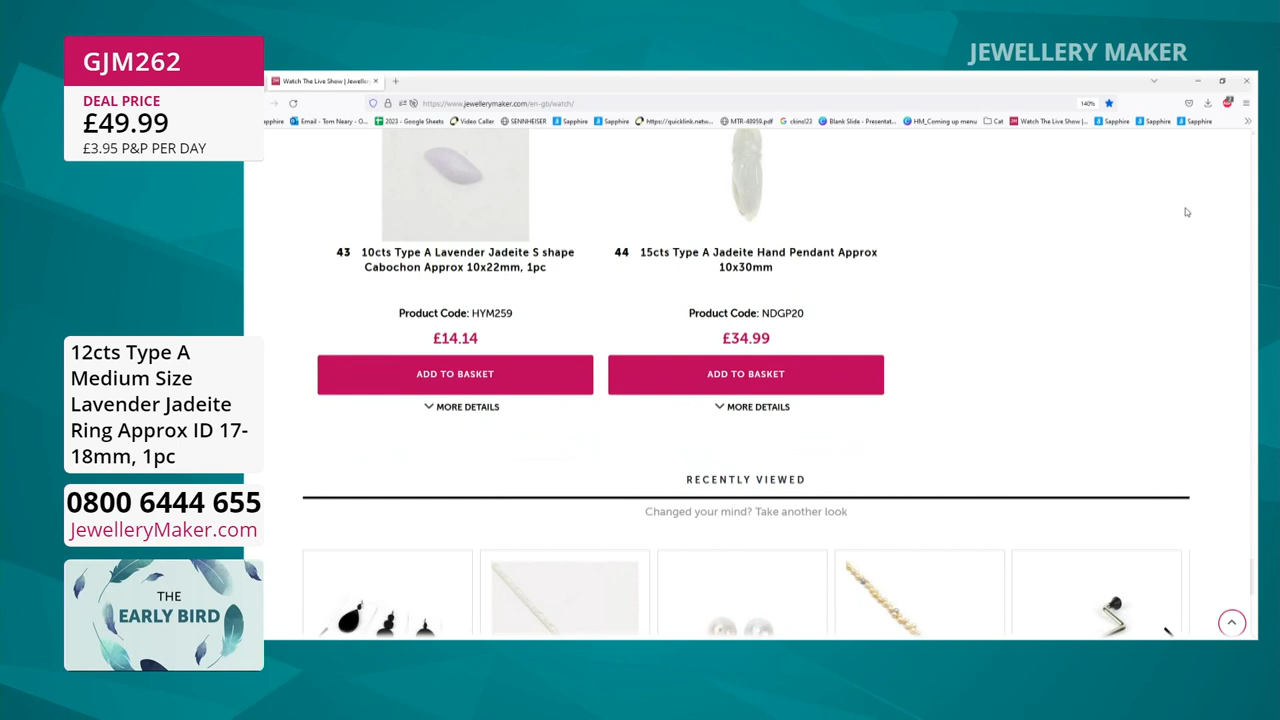 GJM262
DEAL PRICE
£49.99
£3.95 P&P PER DAY
12cts Type A
Medium Size
Lavender Jadeite
Ring Approx ID 17-
18mm, 1pc
0800 6444 655
JewelleryMaker.com
THE
EARLY BIRD
JEWELLERY MAKER
Watch The Live Show | Jewelle
https://www.jewellerymaker.com/en-gb/watch/
140%
apphire Email - Tom Neary - O... 2023 - Google Sheets Video Caller SENNHEISER Sapphire Sapphire https://quicklink.netw... MTR-48959.pdf ckins!23 Blank Slide - Presentat... HM_Coming up menu Cat Watch The Live Show |... Sapphire Sapphire Sapphire
43 10cts Type A Lavender Jadeite S shape
Cabochon Approx 10x22mm, 1pc
Product Code: HYM259
£14.14
ADD TO BASKET
MORE DETAILS
44 15cts Type A Jadeite Hand Pendant Approx
10x30mm
Product Code: NDGP20
£34.99
ADD TO BASKET
MORE DETAILS
RECENTLY VIEWED
Changed your mind? Take another look